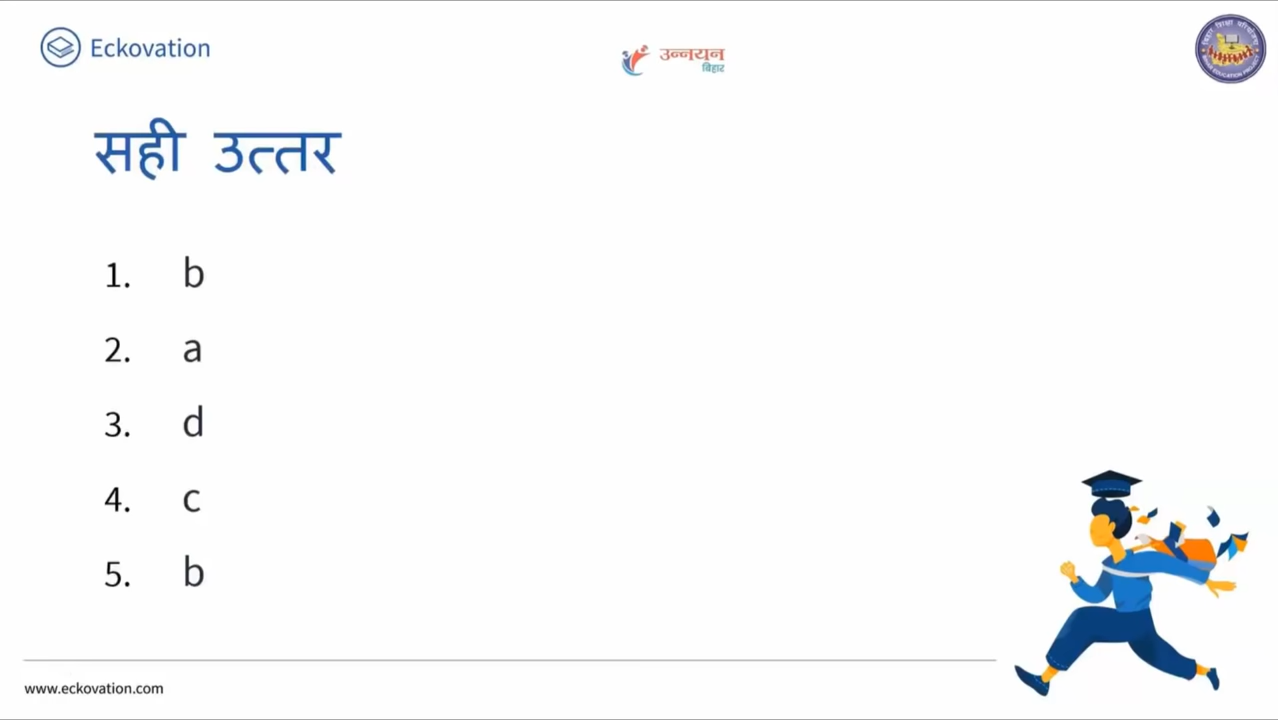 Eckovation
उन्नयन
बिहार
सही उत्तर
1. b
2. a
3. d
4. c
5. b
www.eckovation.com